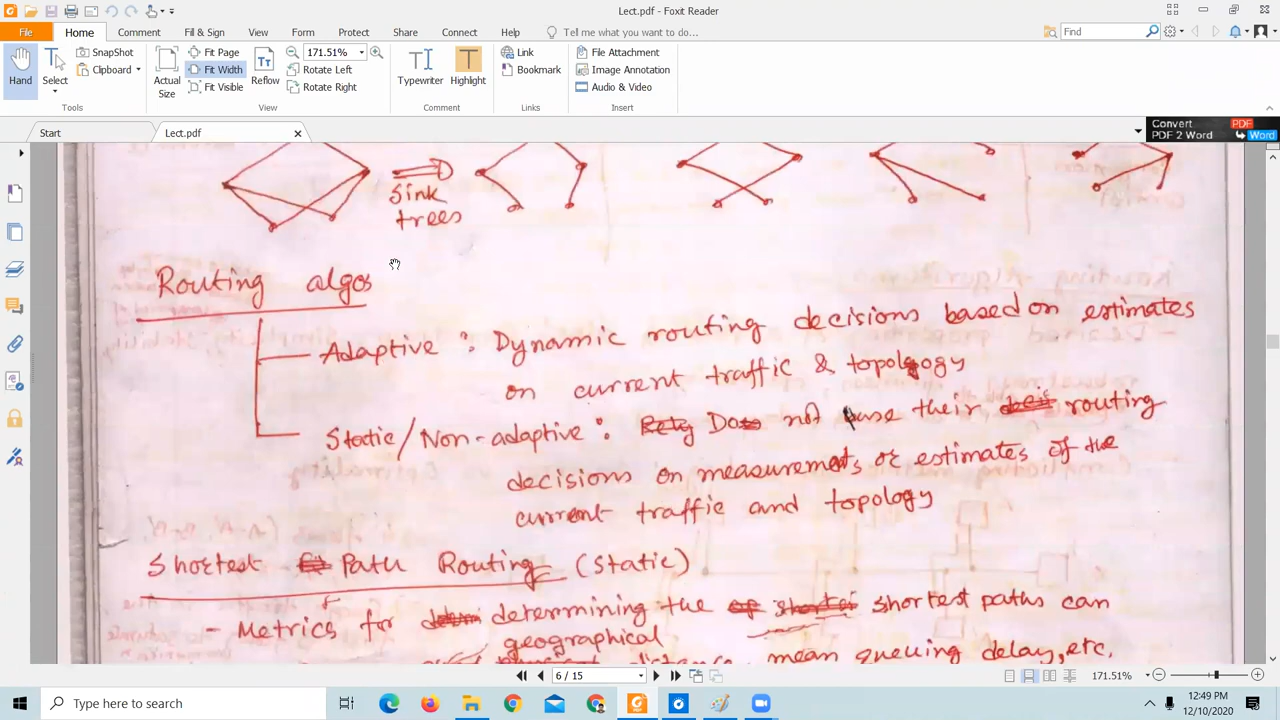 Lect.pdf - Foxit Reader
File Home Comment Fill & Sign View Form Protect Share Connect Help Tell me what you want to do... Find
Hand
Select
SnapShot
Clipboard
Tools
Actual Size
Fit Page
Fit Width
Fit Visible
Reflow
171.51%
Rotate Left
Rotate Right
View
Typewriter
Highlight
Comment
Link
Bookmark
Links
File Attachment
Image Annotation
Audio & Video
Insert
Start
Lect.pdf
Convert PDF
PDF 2 Word Word
Sink
trees
Routing algos
Adaptive : Dynamic routing decisions based on estimates
on current traffic & topology
Static/Non-adaptive : Do not base their routing
decisions on measurements or estimates of the
current traffic and topology
Shortest Path Routing (Static)
- Metrics for determining the shortest paths can
geographical
distance, mean queuing delay, etc.
6 / 15
171.51%
Type here to search
12:49 PM
12/10/2020